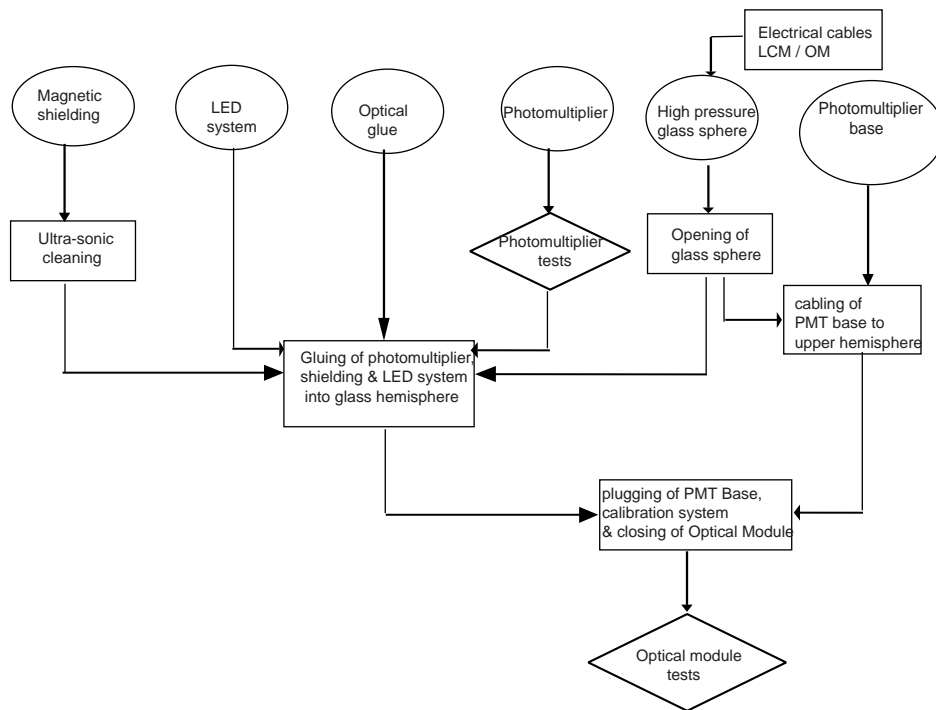 Electrical cables
LCM / OM
Magnetic
shielding
LED
system
Optical
glue
Photomultiplier
High pressure
glass sphere
Photomultiplier
base
Ultra-sonic
cleaning
Photomultiplier
tests
Opening of
glass sphere
cabling of
PMT base to
upper hemisphere
Gluing of photomultiplier,
shielding & LED system
into glass hemisphere
plugging of PMT Base,
calibration system
& closing of Optical Module
Optical module
tests